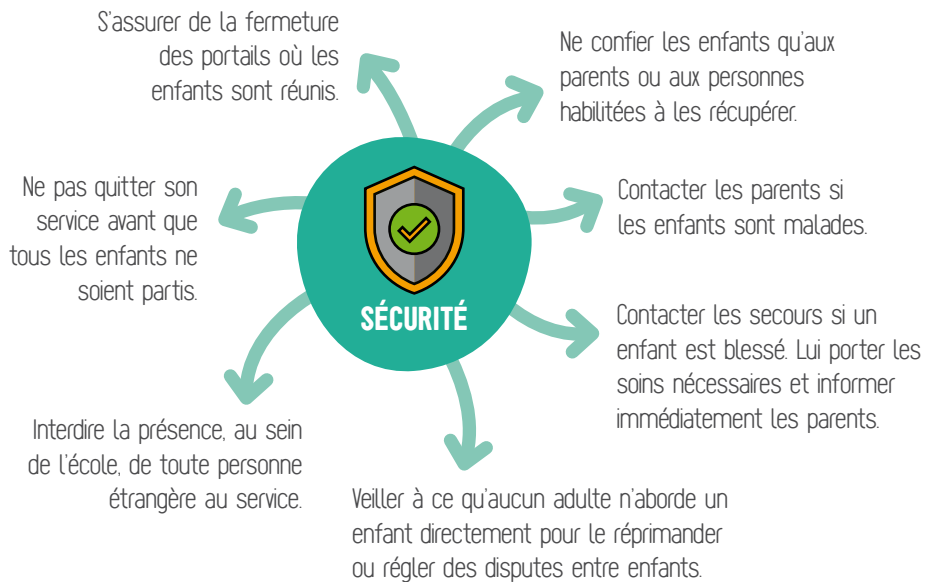 S'assurer de la fermeture
des portails où les
enfants sont réunis.
Ne confier les enfants qu'aux
parents ou aux personnes
habilitées à les récupérer.
Ne pas quitter son
service avant que
tous les enfants ne
soient partis.
Contacter les parents si
les enfants sont malades.
SÉCURITÉ
Contacter les secours si un
enfant est blessé. Lui porter les
soins nécessaires et informer
immédiatement les parents.
Interdire la présence, au sein
de l'école, de toute personne
étrangère au service.
Veiller à ce qu'aucun adulte n'aborde un
enfant directement pour le réprimander
ou régler des disputes entre enfants.